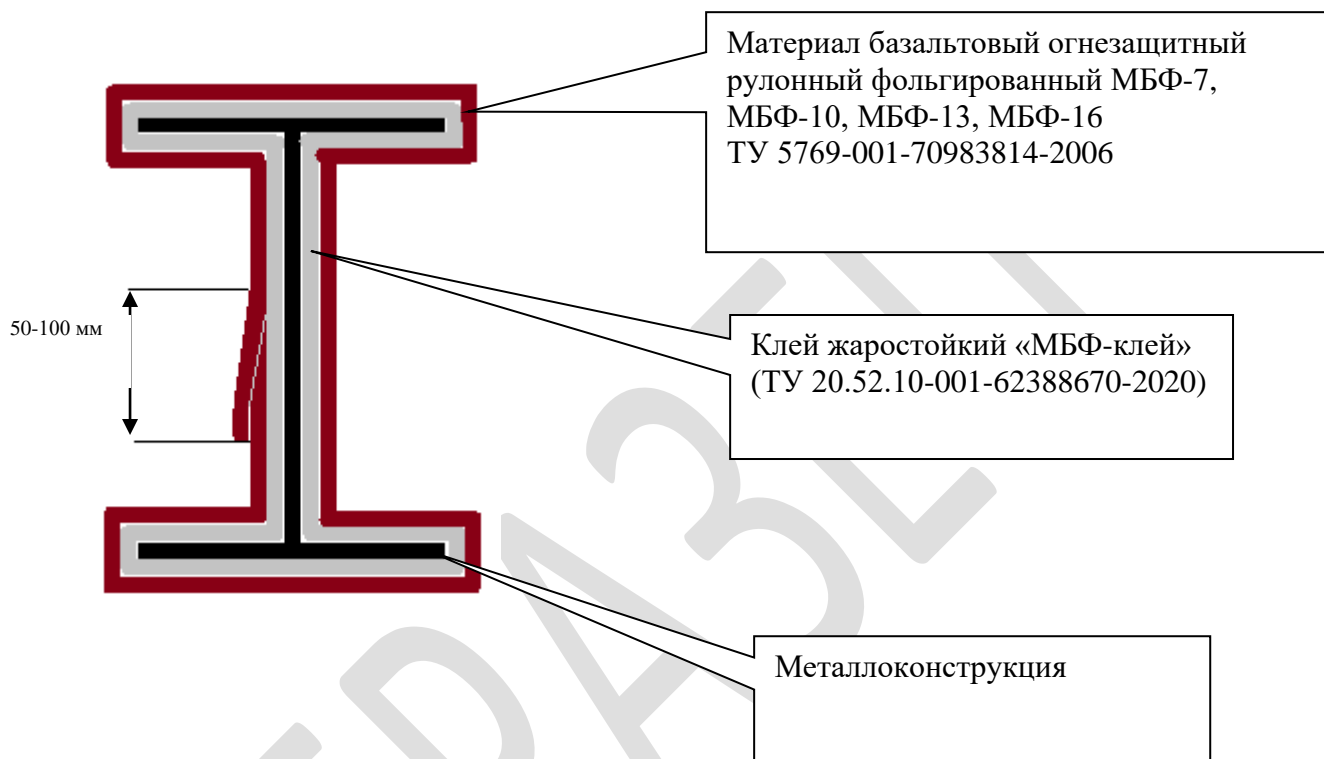 Материал базальтовый огнезащитный
рулонный фольгированный МБФ-7,
МБФ-10, МБФ-13, МБФ-16
ТУ 5769-001-70983814-2006
50-100 мм
Клей жаростойкий «МБФ-клей»
(ТУ 20.52.10-001-62388670-2020)
Металлоконструкция